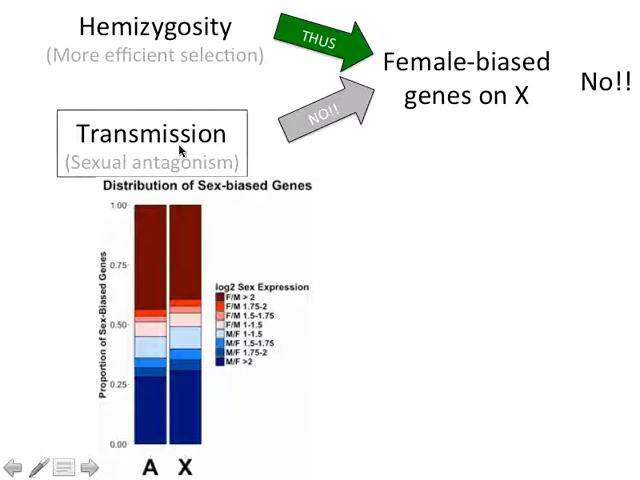 Hemizygosity
(More efficient selection)
THUS
Female-biased
genes on X
No!!
NO!!
Transmission
(Sexual antagonism)
Distribution of Sex-biased Genes
Proportion of Sex-Biased Genes
1.00
0.75
0.50
0.25
0.00
log2 Sex Expression
F/M > 2
F/M 1.75-2
F/M 1.5-1.75
F/M 1-1.5
M/F 1-1.5
M/F 1.5-1.75
M/F 1.75-2
M/F >2
A X